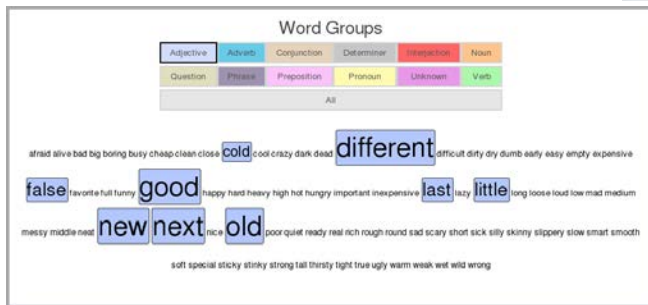 Word Groups
Adjective Adverb Conjunction Determiner Interjection Noun
Question Phrase Preposition Pronoun Unknown Verb
All
afraid alive bad big boring busy cheap clean close cold cool crazy dark dead different difficult dirty dry dumb early easy empty expensive
false favorite full funny good happy hard heavy high hot hungry important inexpensive last lazy little long loose loud low mad medium
messy middle neat new next nice old poor quiet ready real rich rough round sad scary short sick silly skinny slippery slow smart smooth
soft special sticky stinky strong tall thirsty tight true ugly warm weak wet wild wrong